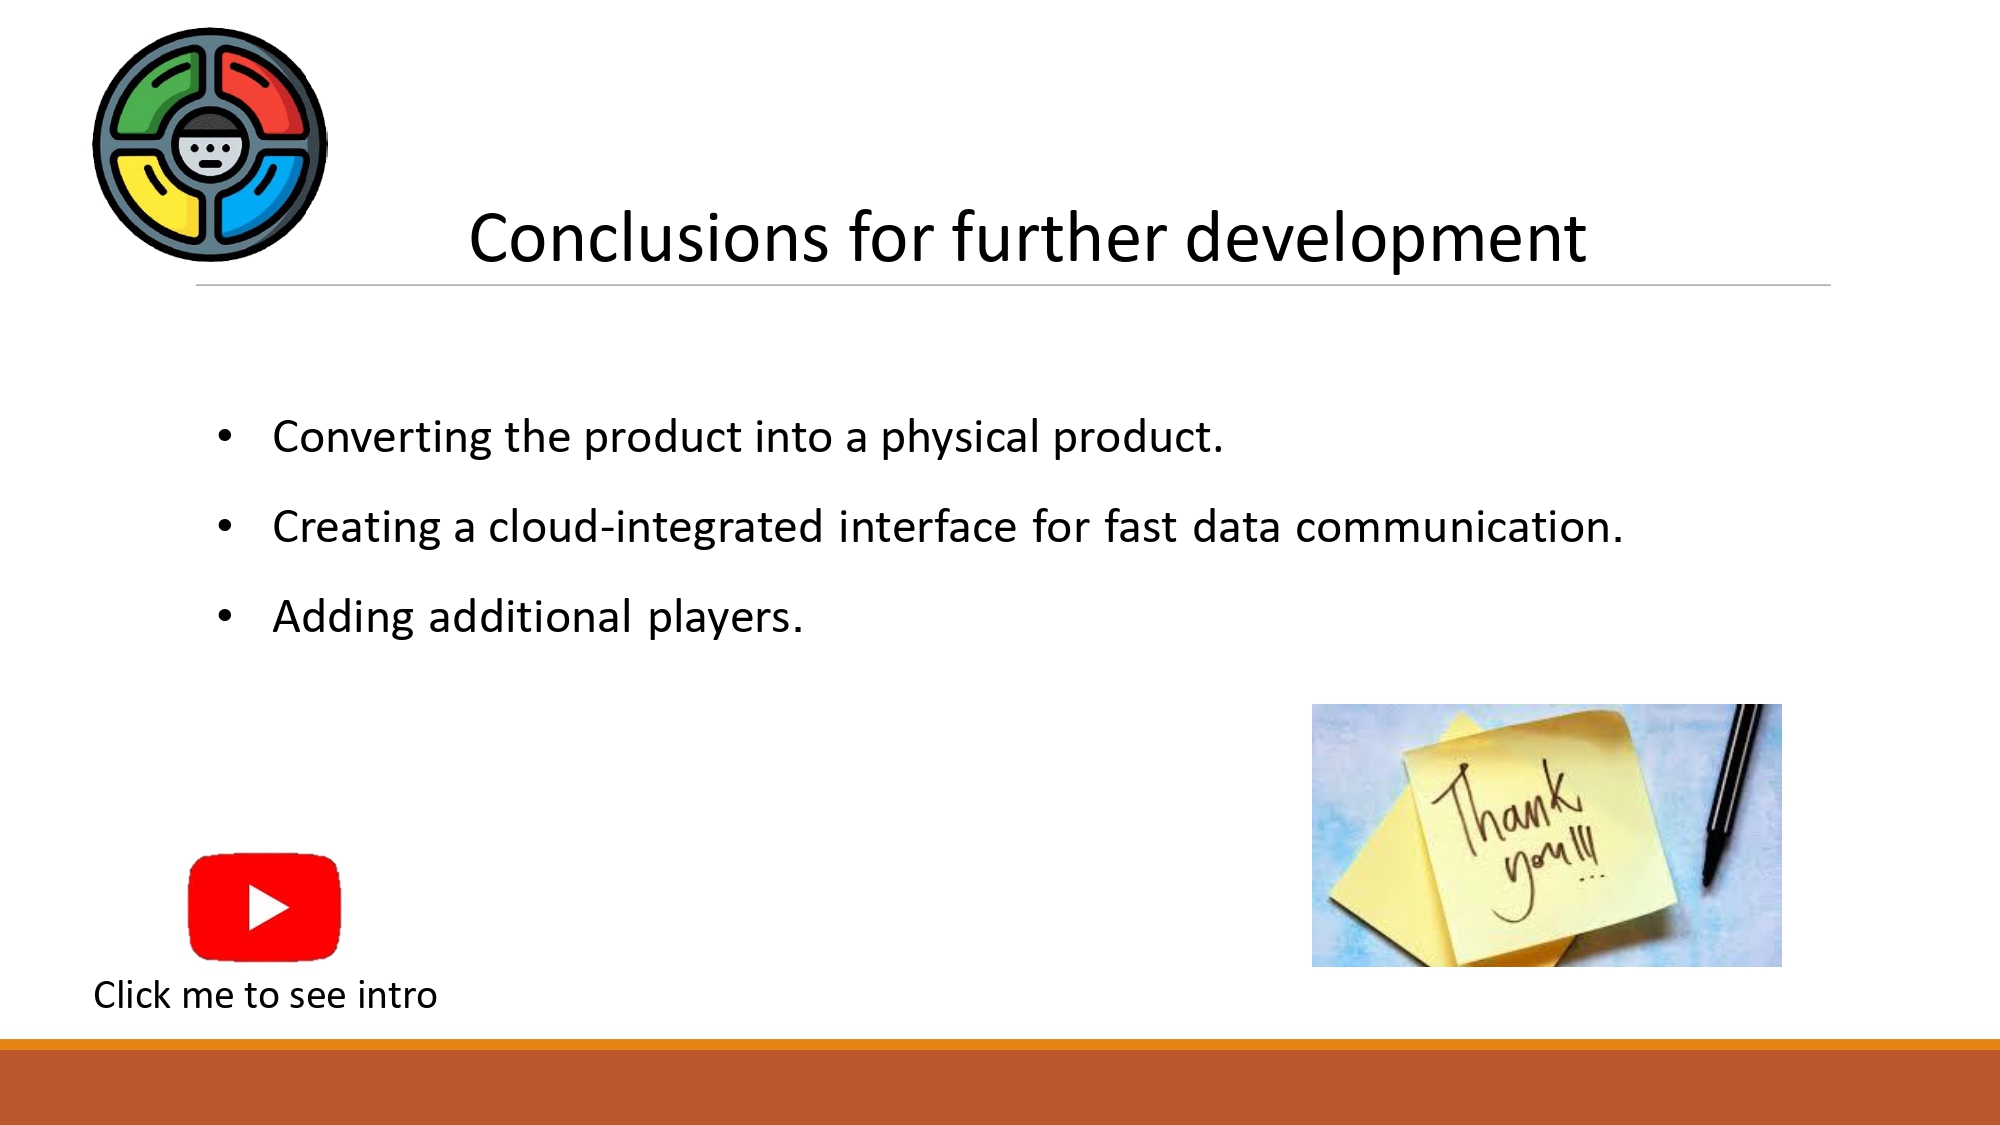 Conclusions for further development
• Converting the product into a physical product.
• Creating a cloud-integrated interface for fast data communication.
• Adding additional players.
Thank
you!!!
...
Click me to see intro